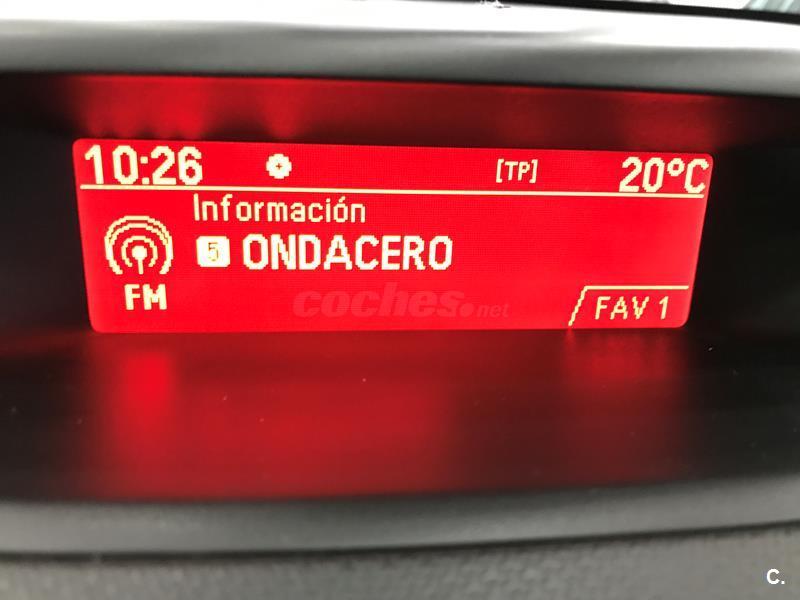 10:26 [TP] 20°C
Información
5 ONDACERO
FM
coches.net
FAV 1
C.